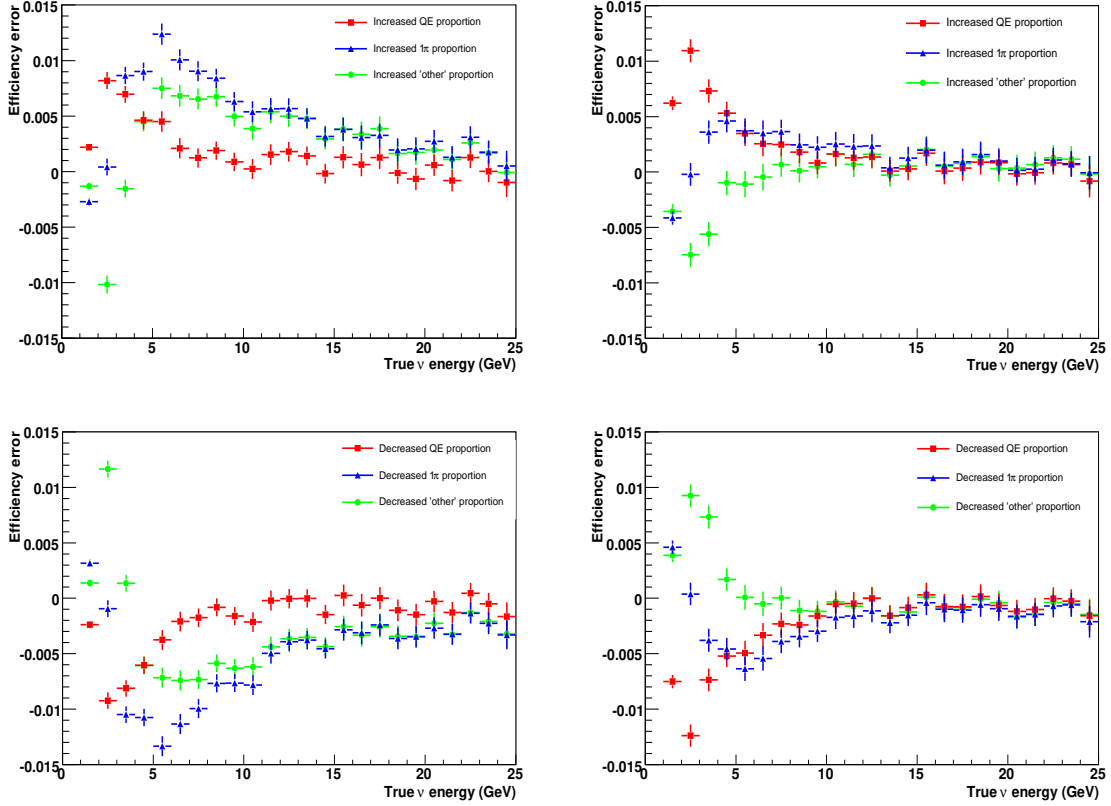 Efficiency error
0.015
0.01
0.005
0
-0.005
-0.01
-0.015
0 5 10 15 20 25
True ν energy (GeV)
Increased QE proportion
Increased 1π proportion
Increased 'other' proportion
Efficiency error
0.015
0.01
0.005
0
-0.005
-0.01
-0.015
0 5 10 15 20 25
True ν energy (GeV)
Increased QE proportion
Increased 1π proportion
Increased 'other' proportion
Efficiency error
0.015
0.01
0.005
0
-0.005
-0.01
-0.015
0 5 10 15 20 25
True ν energy (GeV)
Decreased QE proportion
Decreased 1π proportion
Decreased 'other' proportion
Efficiency error
0.015
0.01
0.005
0
-0.005
-0.01
-0.015
0 5 10 15 20 25
True ν energy (GeV)
Decreased QE proportion
Decreased 1π proportion
Decreased 'other' proportion